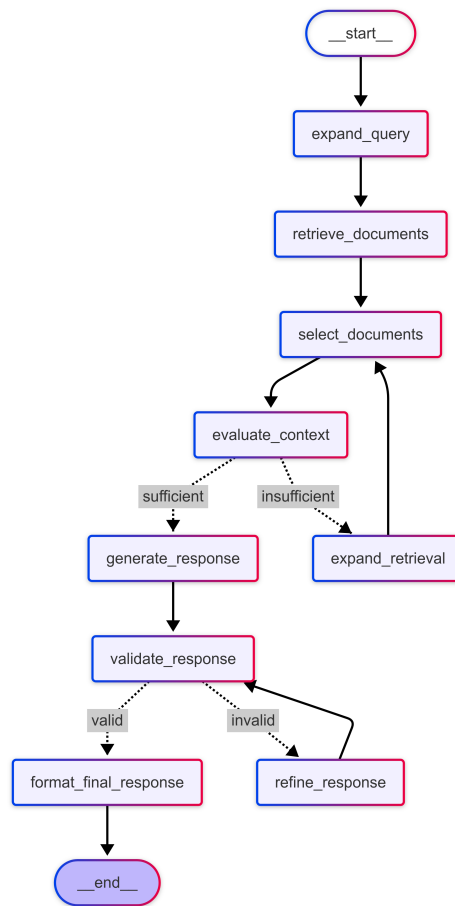 __start__
expand_query
retrieve_documents
select_documents
evaluate_context
sufficient
insufficient
generate_response
expand_retrieval
validate_response
valid
invalid
format_final_response
refine_response
__end__